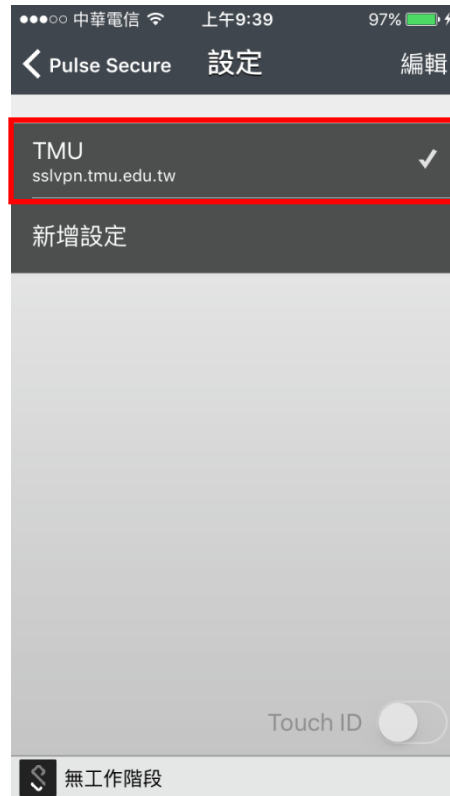 中華電信 上午9:39 97%
Pulse Secure 設定 編輯
TMU
sslvpn.tmu.edu.tw
新增設定
Touch ID
無工作階段